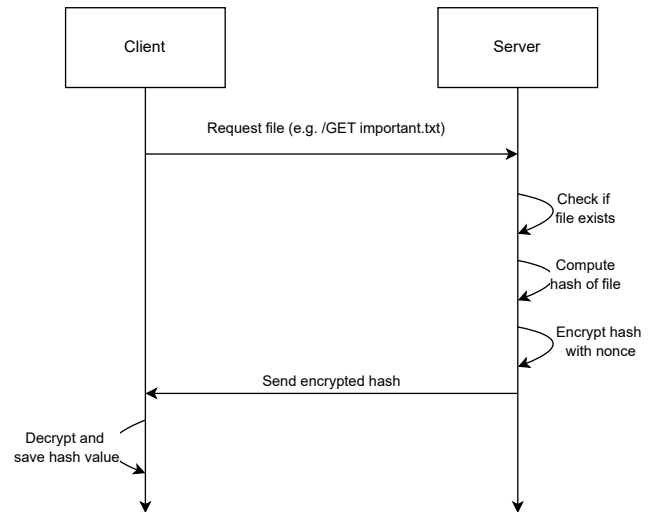 Client
Server
Request file (e.g. /GET important.txt)
Check if
file exists
Compute
hash of file
Encrypt hash
with nonce
Send encrypted hash
Decrypt and
save hash value